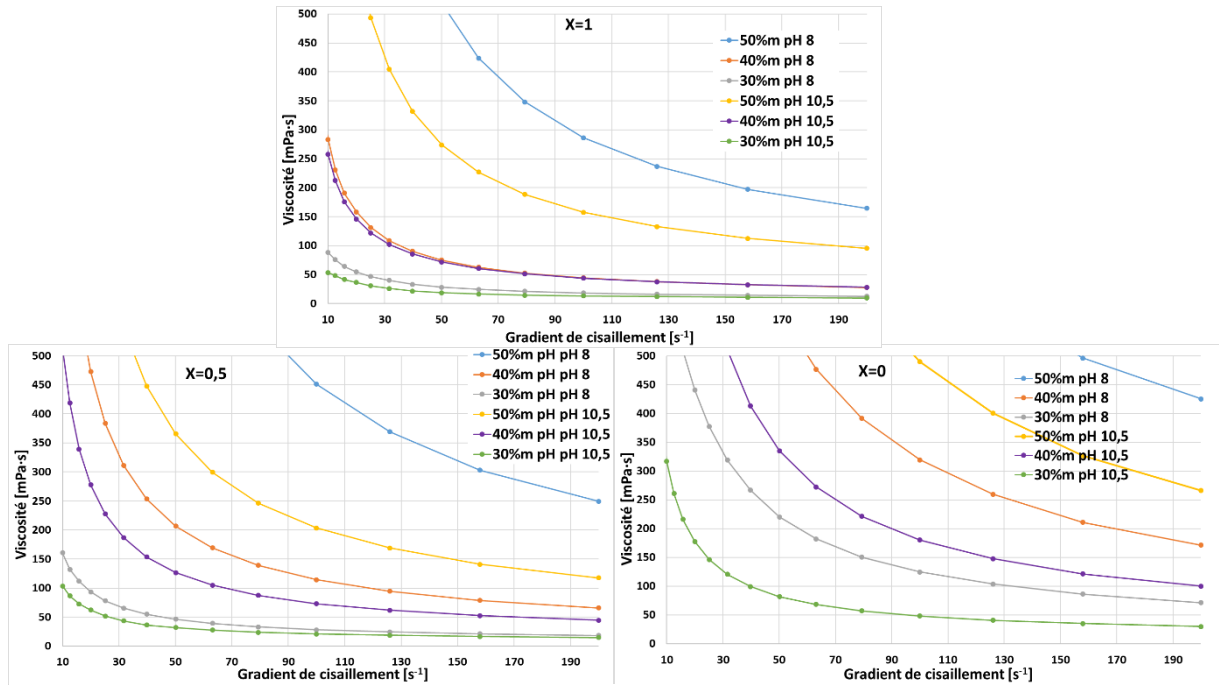 X=1
500
450
400
350
300
250
200
150
100
50
0
Viscosité [mPa·s]
10 30 50 70 90 110 130 150 170 190
Gradient de cisaillement [s⁻¹]
50%m pH 8
40%m pH 8
30%m pH 8
50%m pH 10,5
40%m pH 10,5
30%m pH 10,5
X=0,5
500
450
400
350
300
250
200
150
100
50
0
Viscosité [mPa·s]
10 30 50 70 90 110 130 150 170 190
Gradient de cisaillement [s⁻¹]
50%m pH pH 8
40%m pH pH 8
30%m pH pH 8
50%m pH pH 10,5
40%m pH pH 10,5
30%m pH pH 10,5
X=0
500
450
400
350
300
250
200
150
100
50
0
Viscosité [mPa·s]
10 30 50 70 90 110 130 150 170 190
Gradient de cisaillement [s⁻¹]
50%m pH 8
40%m pH 8
30%m pH 8
50%m pH 10,5
40%m pH 10,5
30%m pH 10,5